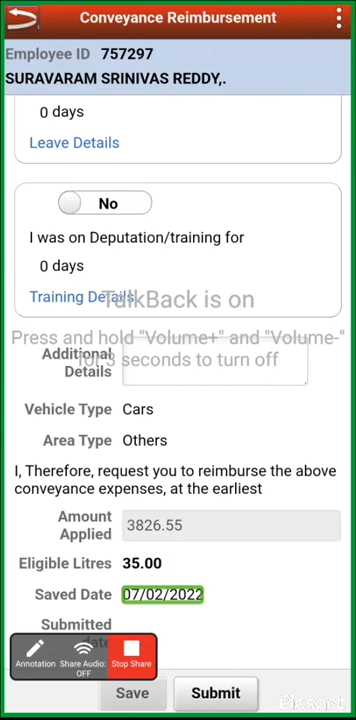 Conveyance Reimbursement
Employee ID 757297
SURAVARAM SRINIVAS REDDY,.
0 days
Leave Details
No
I was on Deputation/training for
0 days
Training Details
TalkBack is on
Press and hold "Volume+" and "Volume-"
for 3 seconds to turn off
Additional
Details
Vehicle Type Cars
Area Type Others
I, Therefore, request you to reimburse the above
conveyance expenses, at the earliest
Amount
Applied 3826.55
Eligible Litres 35.00
Saved Date 07/02/2022
Submitted
date
Annotation Share Audio: OFF Stop Share
Save Submit
Picsart